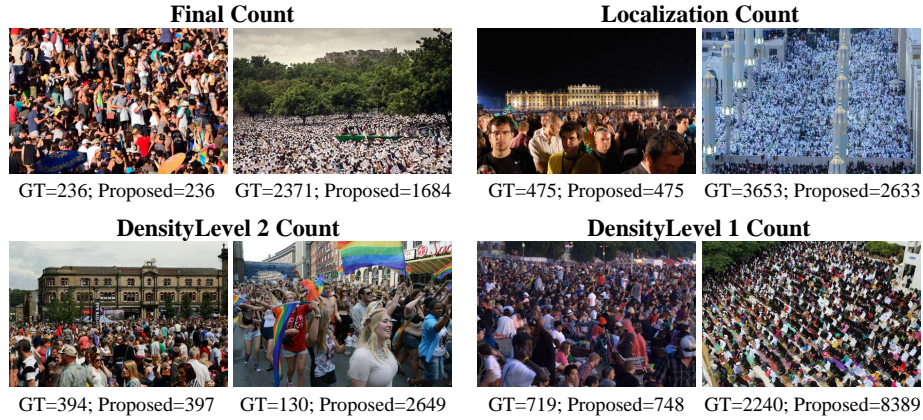 Final Count
Localization Count
GT=236; Proposed=236
GT=2371; Proposed=1684
GT=475; Proposed=475
GT=3653; Proposed=2633
DensityLevel 2 Count
DensityLevel 1 Count
GT=394; Proposed=397
GT=130; Proposed=2649
GT=719; Proposed=748
GT=2240; Proposed=8389